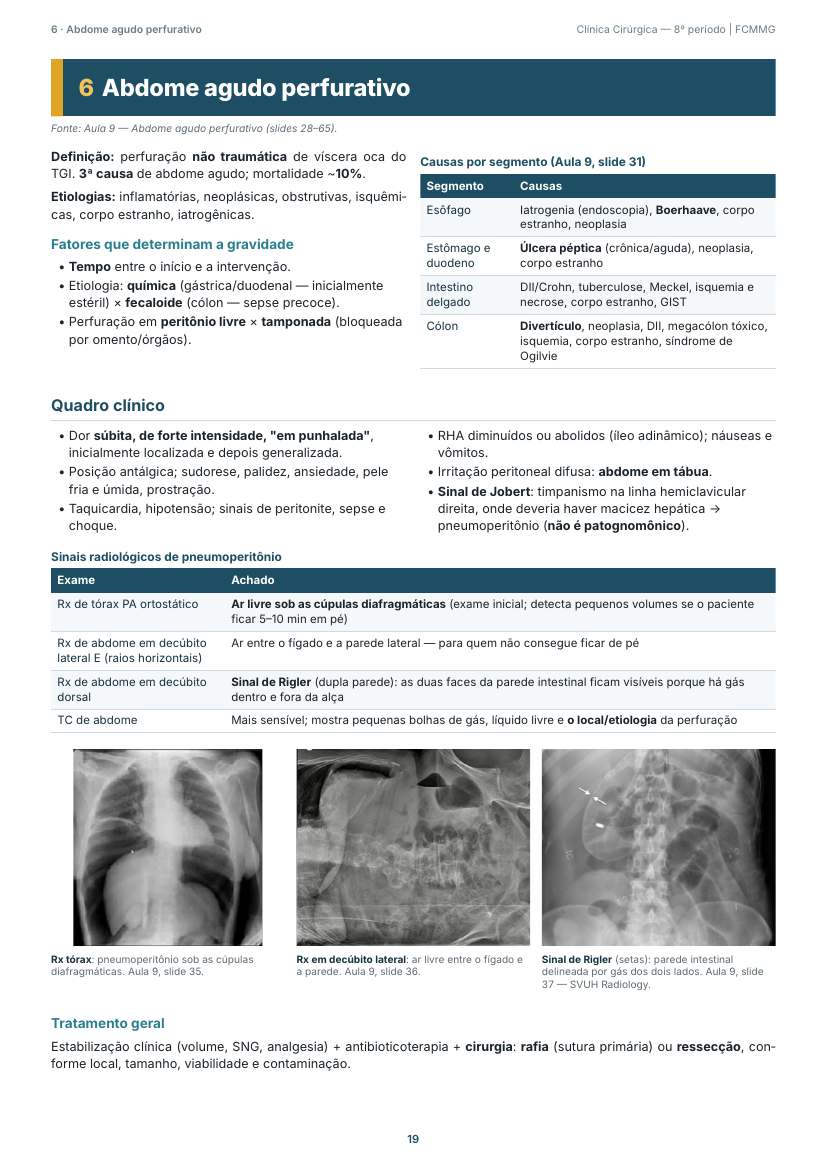 6 · Abdome agudo perfurativo
Clínica Cirúrgica — 8º período | FCMMG
6 Abdome agudo perfurativo
Fonte: Aula 9 — Abdome agudo perfurativo (slides 28–65).
Definição: perfuração não traumática de víscera oca do
TGI. 3ª causa de abdome agudo; mortalidade ~10%.
Etiologias: inflamatórias, neoplásicas, obstrutivas, isquêmi-
cas, corpo estranho, iatrogênicas.
Fatores que determinam a gravidade
• Tempo entre o início e a intervenção.
• Etiologia: química (gástrica/duodenal — inicialmente
estéril) × fecaloide (cólon — sepse precoce).
• Perfuração em peritônio livre × tamponada (bloqueada
por omento/órgãos).
Causas por segmento (Aula 9, slide 31)
Segmento Causas
Esôfago Iatrogenia (endoscopia), Boerhaave, corpo
estranho, neoplasia
Estômago e Úlcera péptica (crônica/aguda), neoplasia,
duodeno corpo estranho
Intestino DII/Crohn, tuberculose, Meckel, isquemia e
delgado necrose, corpo estranho, GIST
Cólon Divertículo, neoplasia, DII, megacólon tóxico,
isquemia, corpo estranho, síndrome de
Ogilvie
Quadro clínico
• Dor súbita, de forte intensidade, "em punhalada",
inicialmente localizada e depois generalizada.
• Posição antálgica; sudorese, palidez, ansiedade, pele
fria e úmida, prostração.
• Taquicardia, hipotensão; sinais de peritonite, sepse e
choque.
• RHA diminuídos ou abolidos (íleo adinâmico); náuseas e
vômitos.
• Irritação peritoneal difusa: abdome em tábua.
• Sinal de Jobert: timpanismo na linha hemiclavicular
direita, onde deveria haver macicez hepática →
pneumoperitônio (não é patognomônico).
Sinais radiológicos de pneumoperitônio
Exame Achado
Rx de tórax PA ortostático Ar livre sob as cúpulas diafragmáticas (exame inicial; detecta pequenos volumes se o paciente
ficar 5–10 min em pé)
Rx de abdome em decúbito Ar entre o fígado e a parede lateral — para quem não consegue ficar de pé
lateral E (raios horizontais)
Rx de abdome em decúbito Sinal de Rigler (dupla parede): as duas faces da parede intestinal ficam visíveis porque há gás
dorsal dentro e fora da alça
TC de abdome Mais sensível; mostra pequenas bolhas de gás, líquido livre e o local/etiologia da perfuração
Rx tórax: pneumoperitônio sob as cúpulas
diafragmáticas. Aula 9, slide 35.
Rx em decúbito lateral: ar livre entre o fígado e
a parede. Aula 9, slide 36.
Sinal de Rigler (setas): parede intestinal
delineada por gás dos dois lados. Aula 9, slide
37 — SVUH Radiology.
Tratamento geral
Estabilização clínica (volume, SNG, analgesia) + antibioticoterapia + cirurgia: rafia (sutura primária) ou ressecção, con-
forme local, tamanho, viabilidade e contaminação.
19